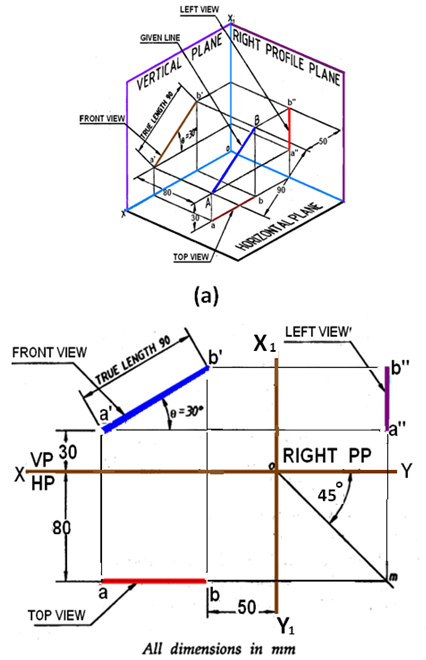 LEFT VIEW
X₁
GIVEN LINE
VERTICAL PLANE
RIGHT PROFILE PLANE
TRUE LENGTH 90
b'
b"
FRONT VIEW
B
θ=30°
50
a'
o
a"
80
90
A
b
X
30
a
HORIZONTAL PLANE
TOP VIEW
(a)
X₁
LEFT VIEW'
FRONT VIEW
TRUE LENGTH 90
b'
b"
a'
θ=30°
a"
30
VP
RIGHT PP
X
o
Y
HP
45°
80
m
a
b
50
TOP VIEW
Y₁
All dimensions in mm